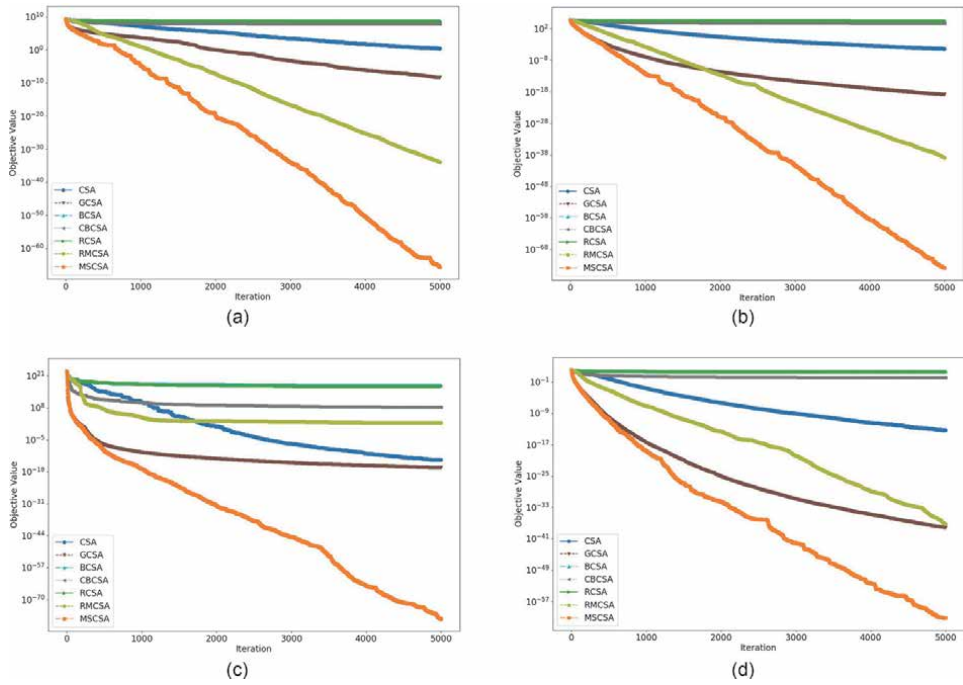 10^10
10^0
10^-10
10^-20
10^-30
10^-40
10^-50
10^-60
Objective Value
CSA
GCSA
BCSA
CBCSA
RCSA
RMCSA
MSCSA
0 1000 2000 3000 4000 5000
Iteration
(a)
10^2
10^-8
10^-18
10^-28
10^-38
10^-48
10^-58
10^-68
Objective Value
CSA
GCSA
BCSA
CBCSA
RCSA
RMCSA
MSCSA
0 1000 2000 3000 4000 5000
Iteration
(b)
10^21
10^8
10^-5
10^-18
10^-31
10^-44
10^-57
10^-70
Objective Value
CSA
GCSA
BCSA
CBCSA
RCSA
RMCSA
MSCSA
0 1000 2000 3000 4000 5000
Iteration
(c)
10^-1
10^-9
10^-17
10^-25
10^-33
10^-41
10^-49
10^-57
Objective Value
CSA
GCSA
BCSA
CBCSA
RCSA
RMCSA
MSCSA
0 1000 2000 3000 4000 5000
Iteration
(d)